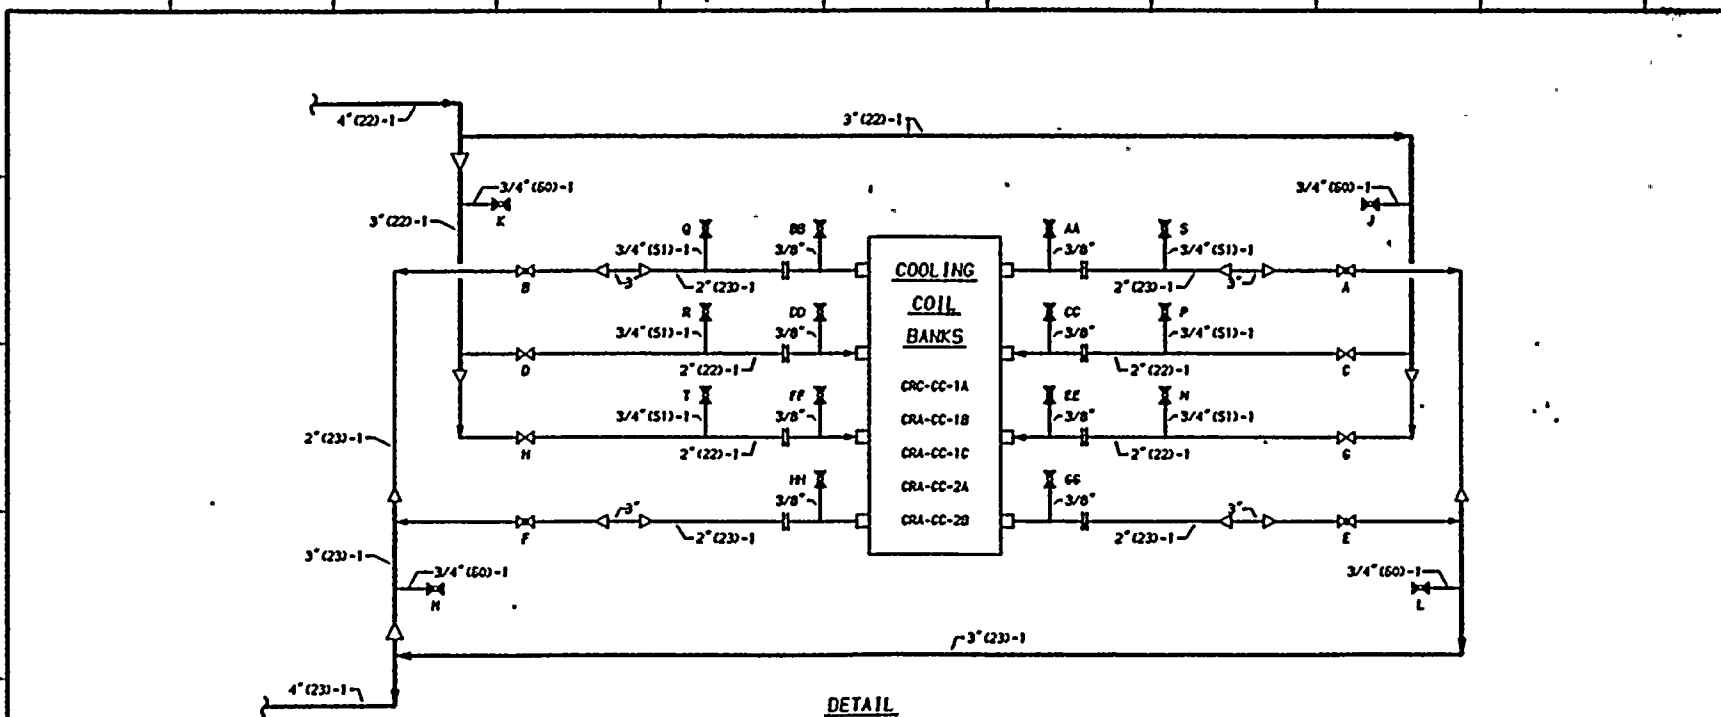 4"(22)-1
3"(22)-1
3/4"(60)-1
3/4"(60)-1
K
J
3"(22)-1
Q
BB
AA
S
3/4"(51)-1
3/8"
3/8"
3/4"(51)-1
B
3"
2"(23)-1
COOLING
2"(23)-1
3"
A
COIL
R
DD
CC
P
3/4"(51)-1
3/8"
3/8"
3/4"(51)-1
BANKS
D
2"(22)-1
2"(22)-1
C
CRC-CC-1A
T
FF
EE
N
3/4"(51)-1
3/8"
CRA-CC-1B
3/8"
3/4"(51)-1
2"(23)-1
H
2"(22)-1
CRA-CC-1C
2"(22)-1
G
HH
CRA-CC-2A
GG
3/8"
3/8"
3"
CRA-CC-2B
3"
F
2"(23)-1
2"(23)-1
E
3"(23)-1
3/4"(60)-1
3/4"(60)-1
M
L
3"(23)-1
4"(23)-1
DETAIL